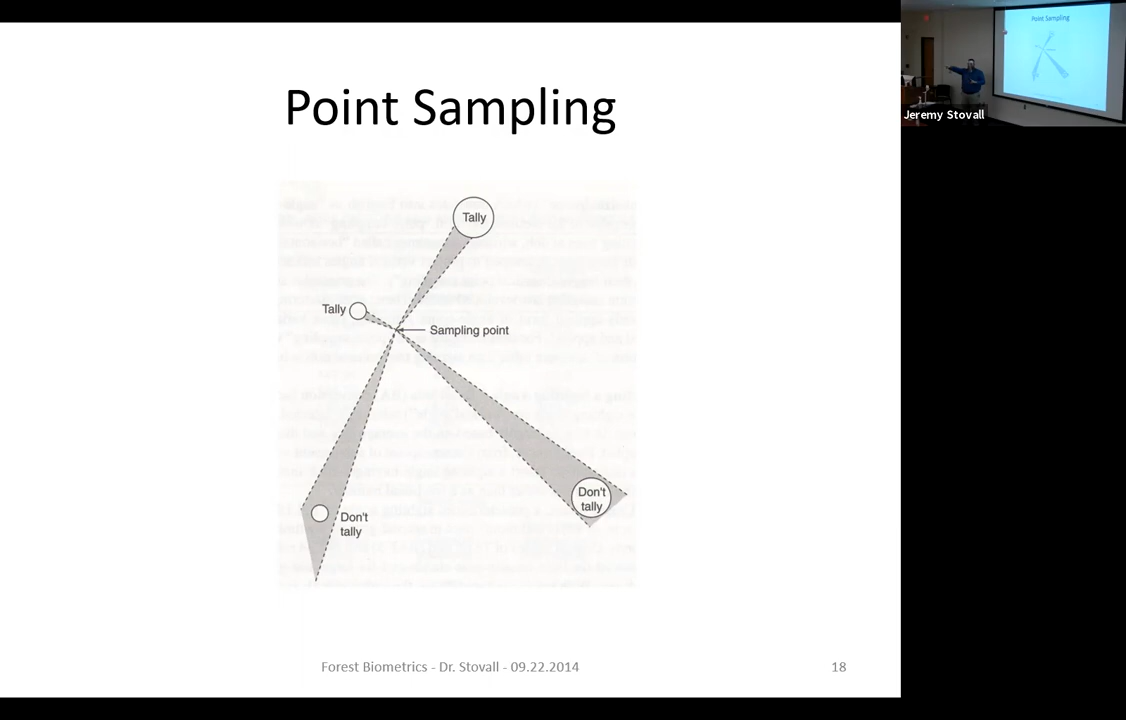 Point Sampling
Tally
Tally
Sampling point
Don't
tally
Don't
tally
Forest Biometrics - Dr. Stovall - 09.22.2014
18
Point Sampling
Jeremy Stovall